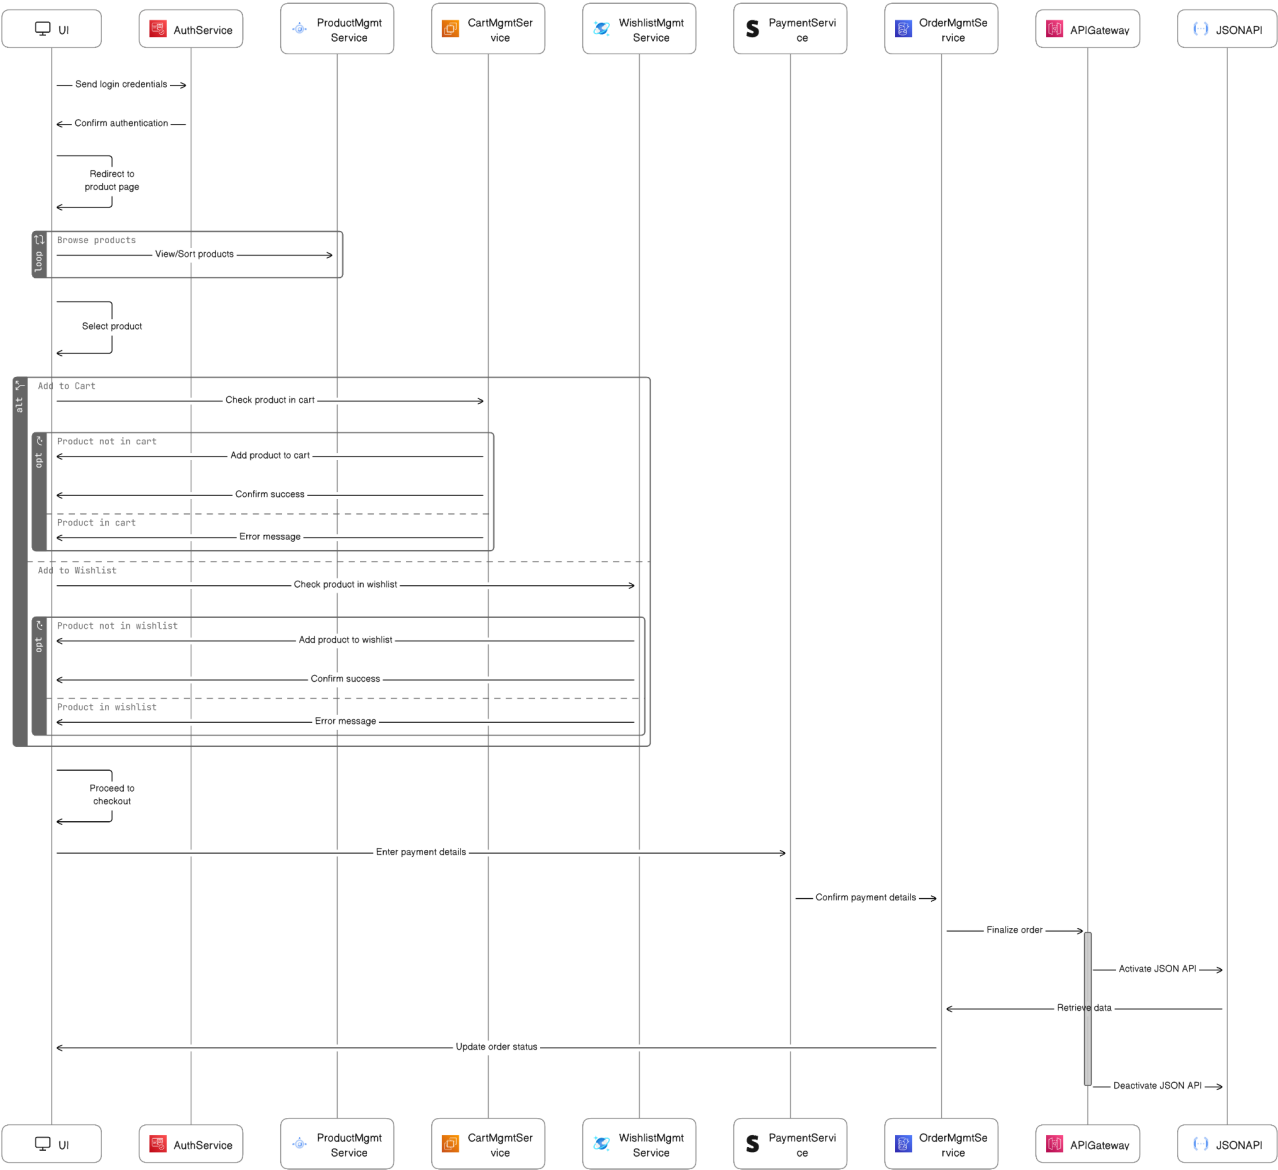 UI
AuthService
ProductMgmt
Service
CartMgmtSer
vice
WishlistMgmt
Service
PaymentServi
ce
OrderMgmtSe
rvice
APIGateway
JSONAPI
Send login credentials
Confirm authentication
Redirect to
product page
loop
Browse products
View/Sort products
Select product
alt
Add to Cart
Check product in cart
opt
Product not in cart
Add product to cart
Confirm success
Product in cart
Error message
Add to Wishlist
Check product in wishlist
opt
Product not in wishlist
Add product to wishlist
Confirm success
Product in wishlist
Error message
Proceed to
checkout
Enter payment details
Confirm payment details
Finalize order
Activate JSON API
Retrieve data
Update order status
Deactivate JSON API
UI
AuthService
ProductMgmt
Service
CartMgmtSer
vice
WishlistMgmt
Service
PaymentServi
ce
OrderMgmtSe
rvice
APIGateway
JSONAPI